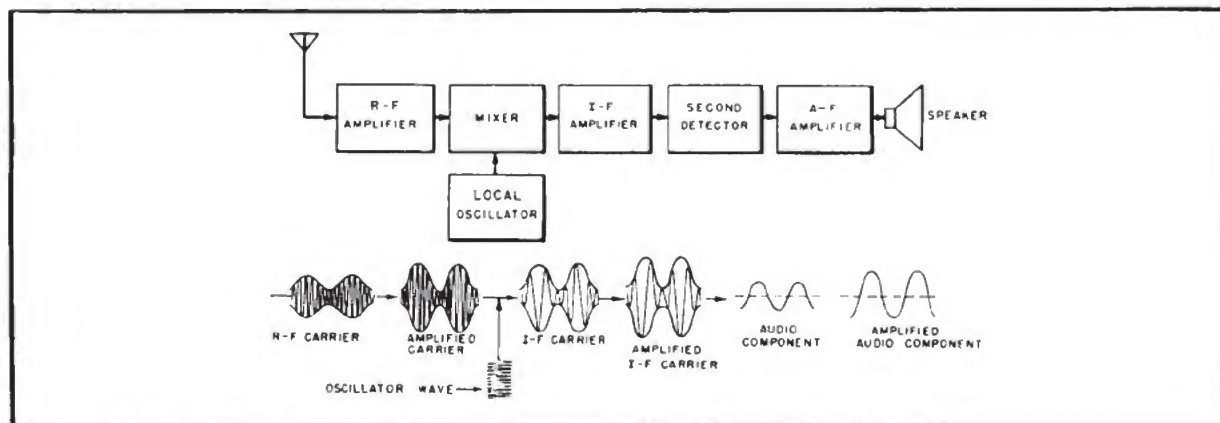 R-F
AMPLIFIER
MIXER
I-F
AMPLIFIER
SECOND
DETECTOR
A-F
AMPLIFIER
SPEAKER
LOCAL
OSCILLATOR
R-F CARRIER
AMPLIFIED
CARRIER
I-F CARRIER
AMPLIFIED
I-F CARRIER
AUDIO
COMPONENT
AMPLIFIED
AUDIO COMPONENT
OSCILLATOR WAVE